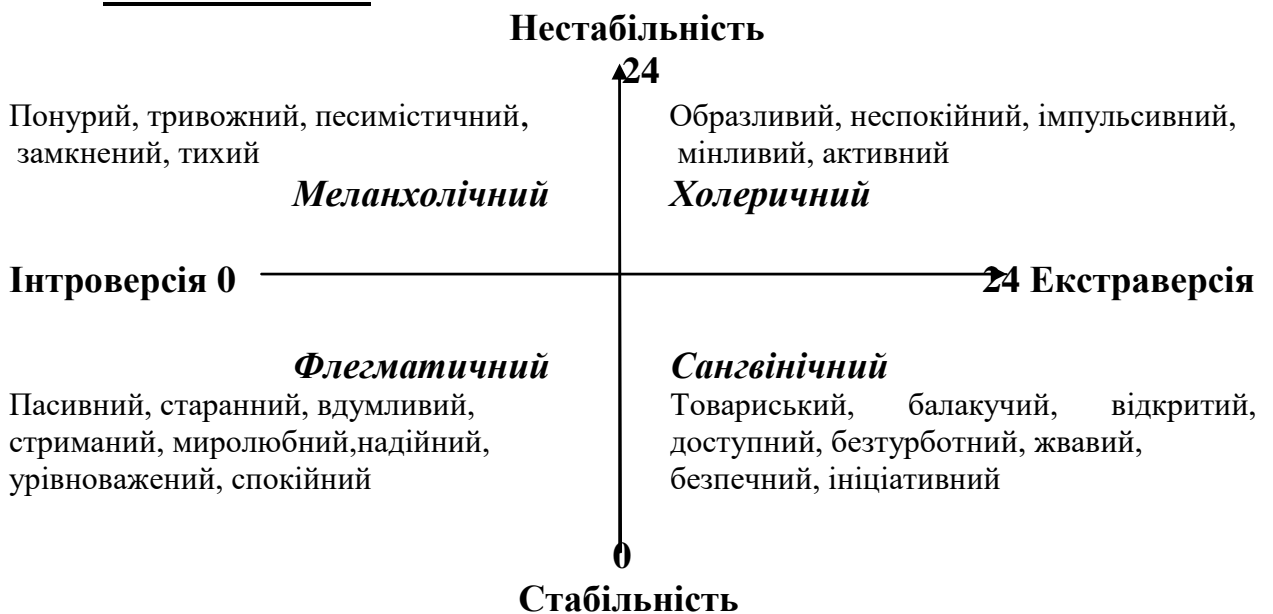 Нестабільність
24
Понурий, тривожний, песимістичний,
замкнений, тихий
Меланхолічний
Образливий, неспокійний, імпульсивний,
мінливий, активний
Холеричний
Інтроверсія 0
24 Екстраверсія
Флегматичний
Пасивний, старанний, вдумливий,
стриманий, миролюбний,надійний,
урівноважений, спокійний
Сангвінічний
Товариський, балакучий, відкритий,
доступний, безтурботний, жвавий,
безпечний, ініціативний
0
Стабільність